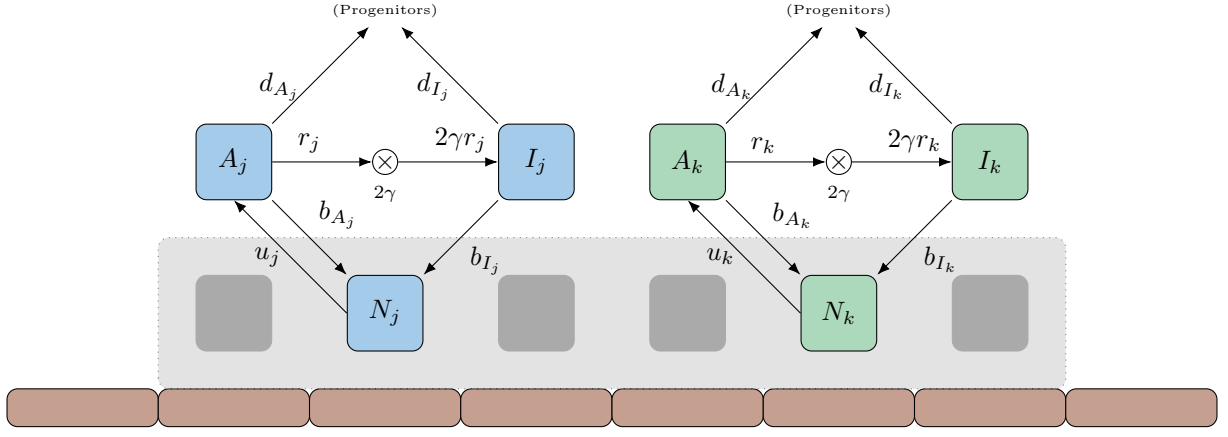 (Progenitors) (Progenitors)
d_{A_j} d_{I_j} d_{A_k} d_{I_k}
A_j r_j ⊗ 2γr_j I_j A_k r_k ⊗ 2γr_k I_k
2γ 2γ
b_{A_j} b_{A_k}
u_j b_{I_j} u_k b_{I_k}
N_j N_k